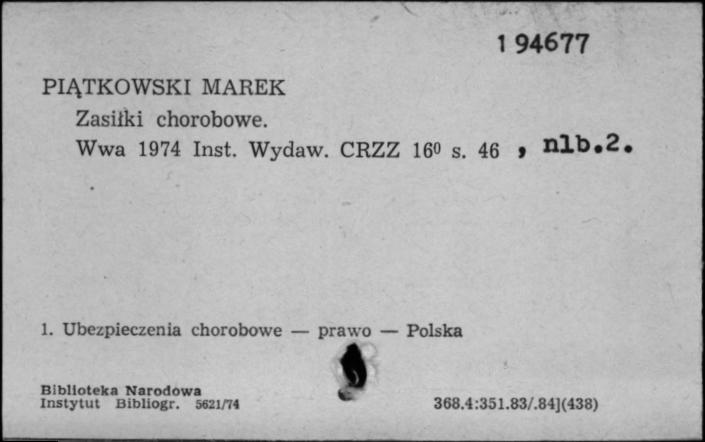 1 94677
PIĄTKOWSKI MAREK
Zasiłki chorobowe.
Wwa 1974 Inst. Wydaw. CRZZ 16⁰ s. 46 , nlb.2.
1. Ubezpieczenia chorobowe — prawo — Polska
Biblioteka Narodowa
Instytut Bibliogr. 5621/74 368.4:351.83/.84](438)